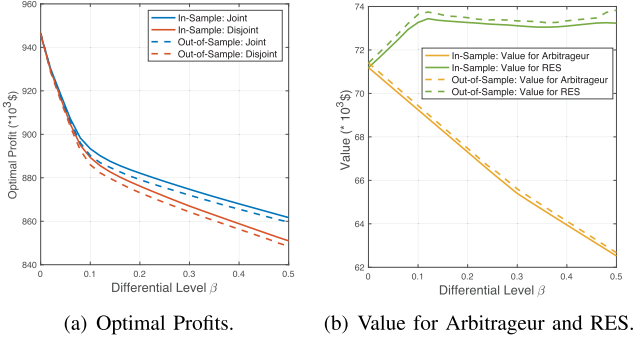 960
940
920
900
880
860
840
Optimal Profit (*10³$)
In-Sample: Joint
In-Sample: Disjoint
Out-of-Sample: Joint
Out-of-Sample: Disjoint
0 0.1 0.2 0.3 0.4 0.5
Differential Level β
(a) Optimal Profits.
74
72
70
68
66
64
62
Value (* 10³$)
In-Sample: Value for Arbitrageur
In-Sample: Value for RES
Out-of-Sample: Value for Arbitrageur
Out-of-Sample: Value for RES
0 0.1 0.2 0.3 0.4 0.5
Differential Level β
(b) Value for Arbitrageur and RES.